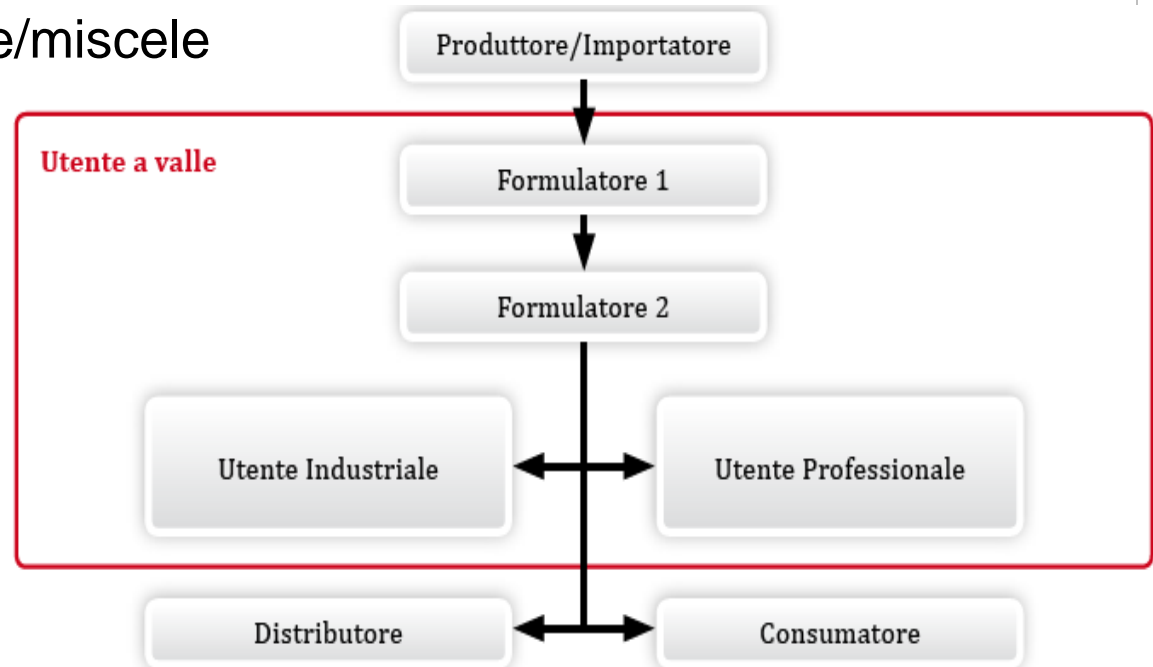 e/miscele
Produttore/Importatore
Utente a valle
Formulatore 1
Formulatore 2
Utente Industriale
Utente Professionale
Distributore
Consumatore